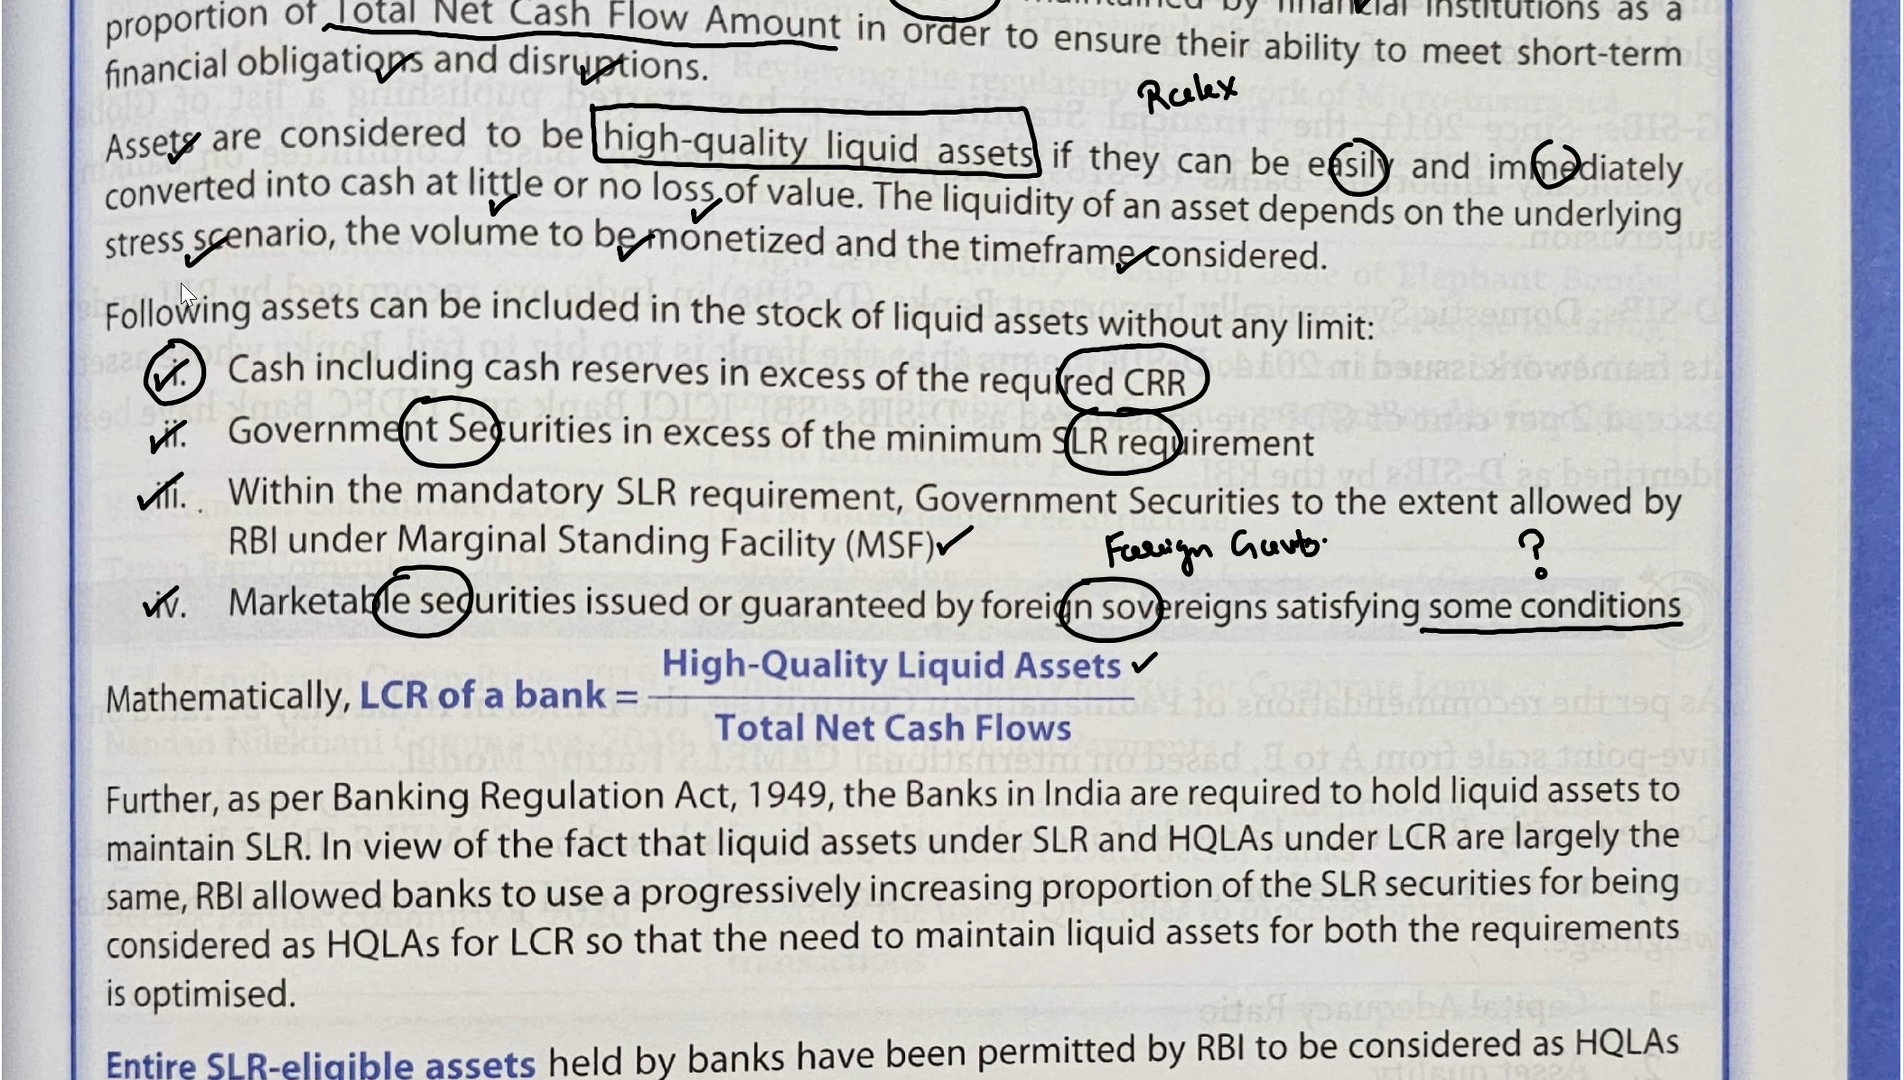 proportion of Total Net Cash Flow Amount in order to ensure their ability to meet short-term
financial obligations and disruptions.
Ralex
Assets are considered to be high-quality liquid assets if they can be easily and immediately
converted into cash at little or no loss of value. The liquidity of an asset depends on the underlying
stress scenario, the volume to be monetized and the timeframe considered.
Following assets can be included in the stock of liquid assets without any limit:
i. Cash including cash reserves in excess of the required CRR
ii. Government Securities in excess of the minimum SLR requirement
iii. Within the mandatory SLR requirement, Government Securities to the extent allowed by
RBI under Marginal Standing Facility (MSF)
Foreign Govts. ?
iv. Marketable securities issued or guaranteed by foreign sovereigns satisfying some conditions
High-Quality Liquid Assets
Mathematically, LCR of a bank =
Total Net Cash Flows
Further, as per Banking Regulation Act, 1949, the Banks in India are required to hold liquid assets to
maintain SLR. In view of the fact that liquid assets under SLR and HQLAs under LCR are largely the
same, RBI allowed banks to use a progressively increasing proportion of the SLR securities for being
considered as HQLAs for LCR so that the need to maintain liquid assets for both the requirements
is optimised.
Entire SLR-eligible assets held by banks have been permitted by RBI to be considered as HQLAs